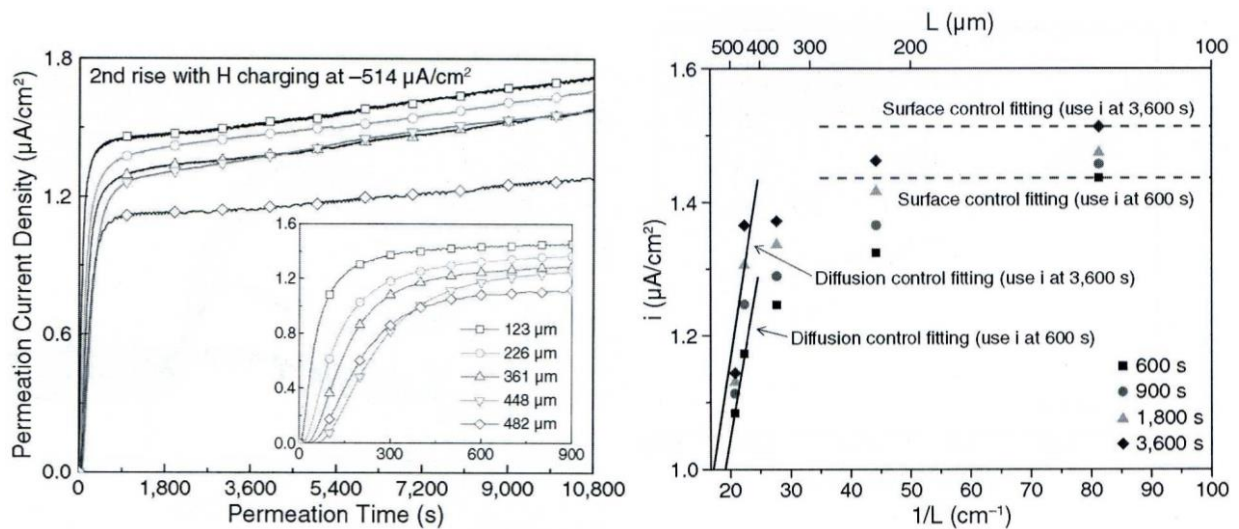 1.8
1.2
0.6
0.0
Permeation Current Density (µA/cm²)
2nd rise with H charging at –514 µA/cm²
1.6
1.2
0.8
0.4
0.0
0 300 600 900
123 µm
226 µm
361 µm
448 µm
482 µm
0 1,800 3,600 5,400 7,200 9,000 10,800
Permeation Time (s)
L (µm)
500 400 300 200 100
1.6
1.5
1.4
1.3
1.2
1.1
1.0
i (µA/cm²)
Surface control fitting (use i at 3,600 s)
Surface control fitting (use i at 600 s)
Diffusion control fitting (use i at 3,600 s)
Diffusion control fitting (use i at 600 s)
600 s
900 s
1,800 s
3,600 s
20 30 40 50 60 70 80 90 100
1/L (cm⁻¹)